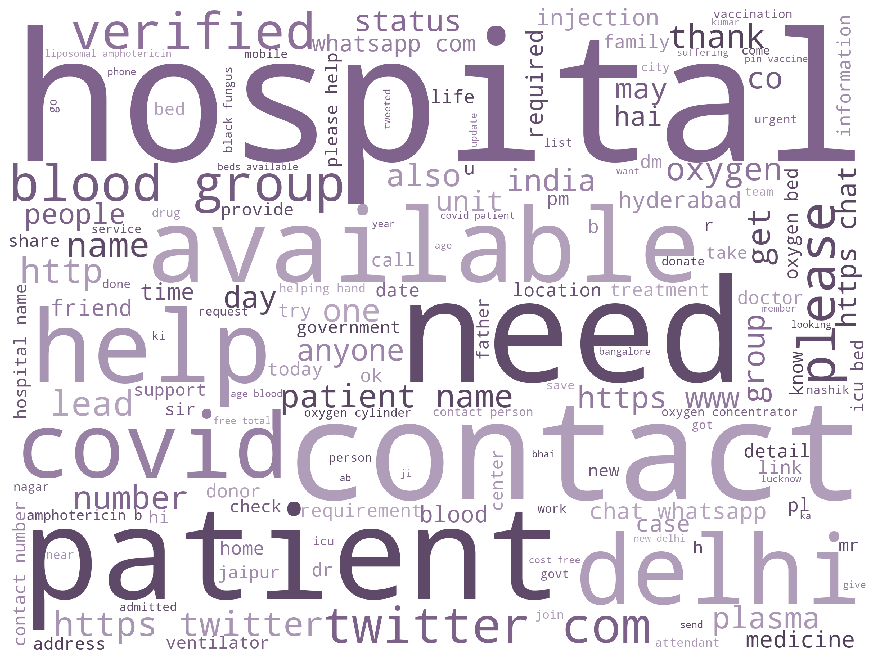 verified
status
whatsapp com
injection
vaccination
kumar
family
thank
suffering
come
pin vaccine
liposomal amphotericin
mobile
phone
hospital
go
bed
black fungus
please help
tweeted
life
update
required
list
city
may
hai
co
urgent
information
beds available
blood group
also
u
india
unit
pm
dm
want
oxygen
hyderabad
team
people
drug
provide
service
share
name
year
covid patient
age
b
r
donate
take
get
oxygen bed
please
https chat
http
done
available
call
time
day
helping hand
date
location
treatment
doctor
member
friend
request
try
one
government
father
need
bangalore
group
looking
know
nashik
icu bed
hospital name
help
ki
anyone
today
ok
save
support
sir
age blood
patient name
https www
lead
free total
oxygen cylinder
contact person
oxygen concentrator
got
covid
contact
person
ab
ji
bhai
new
detail
link
lucknow
nagar
number
donor
center
check
requirement
blood
work
chat whatsapp
pl
ka
amphotericin b
hi
case
contact number
near
patient
home
icu
jaipur
dr
cost free
govt
new delhi
delhi
h
mr
give
admitted
https twitter
twitter com
join
send
plasma
address
ventilator
attendant
medicine